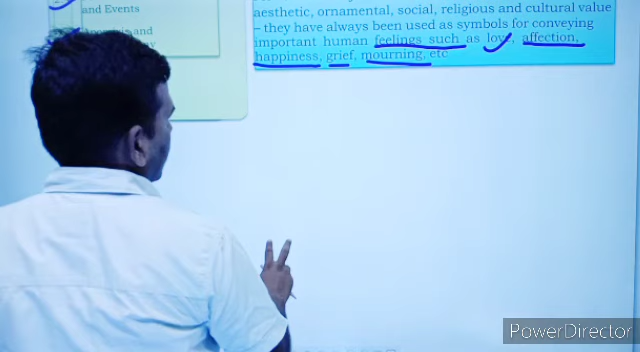 and Events
and
aesthetic, ornamental, social, religious and cultural value
– they have always been used as symbols for conveying
important human feelings such as love, affection,
happiness, grief, mourning, etc
PowerDirector